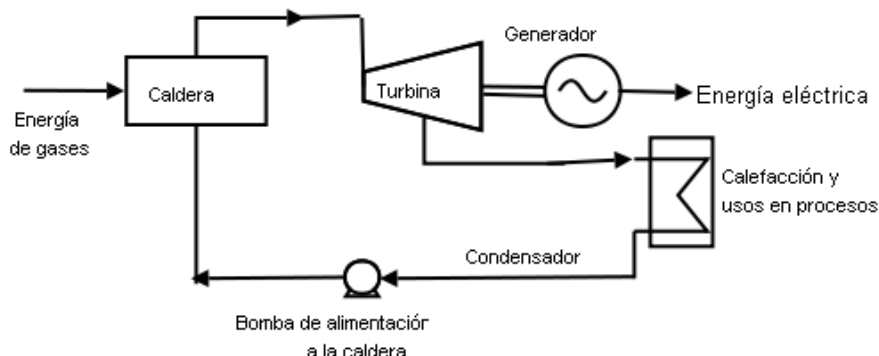 Generador
Caldera
Turbina
Energía eléctrica
Energía
de gases
Calefacción y
usos en procesos
Condensador
Bomba de alimentación
a la caldera